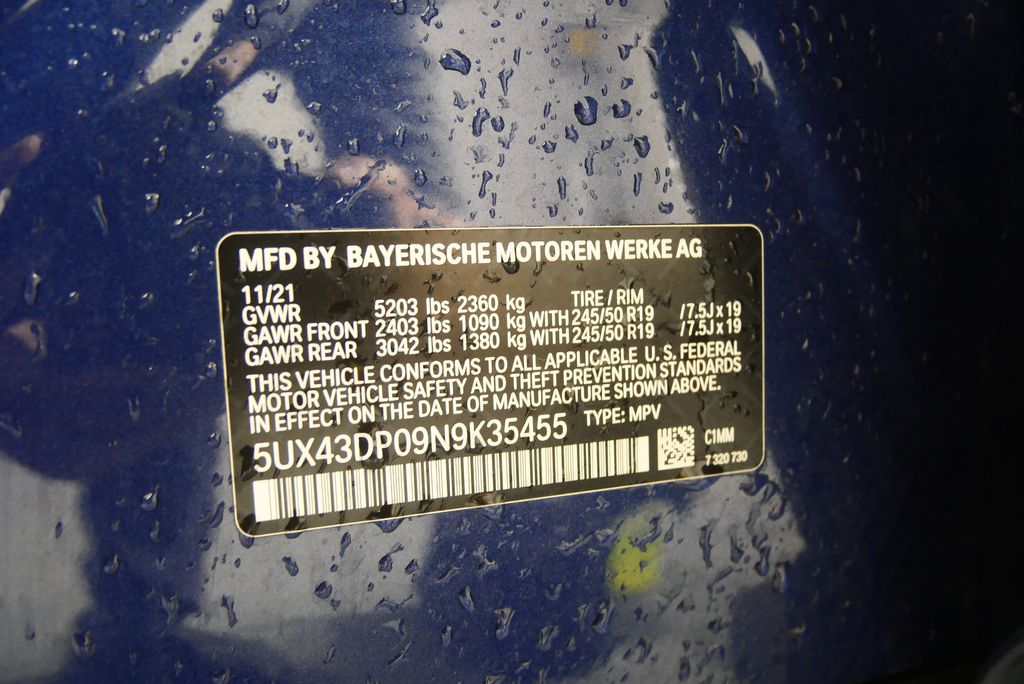 MFD BY BAYERISCHE MOTOREN WERKE AG
11/21 TIRE / RIM
GVWR 5203 lbs 2360 kg
GAWR FRONT 2403 lbs 1090 kg WITH 245/50 R19 / 7.5J x 19
GAWR REAR 3042 lbs 1380 kg WITH 245/50 R19 / 7.5J x 19
THIS VEHICLE CONFORMS TO ALL APPLICABLE U. S. FEDERAL
MOTOR VEHICLE SAFETY AND THEFT PREVENTION STANDARDS
IN EFFECT ON THE DATE OF MANUFACTURE SHOWN ABOVE.
5UX43DP09N9K35455 TYPE: MPV
C1MM
7 320 730